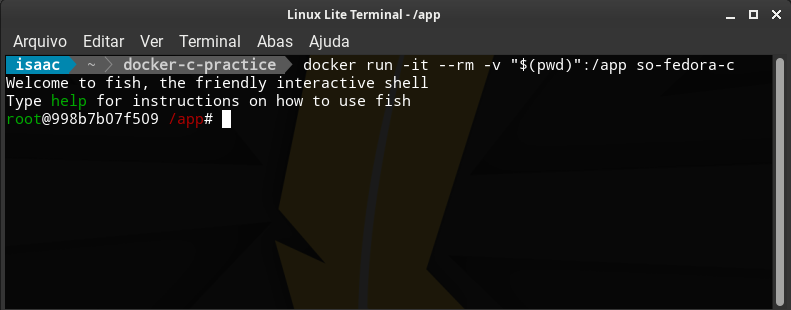 Linux Lite Terminal - /app
Arquivo Editar Ver Terminal Abas Ajuda
isaac ~ docker-c-practice docker run -it --rm -v "$(pwd)":/app so-fedora-c
Welcome to fish, the friendly interactive shell
Type help for instructions on how to use fish
root@998b7b07f509 /app#